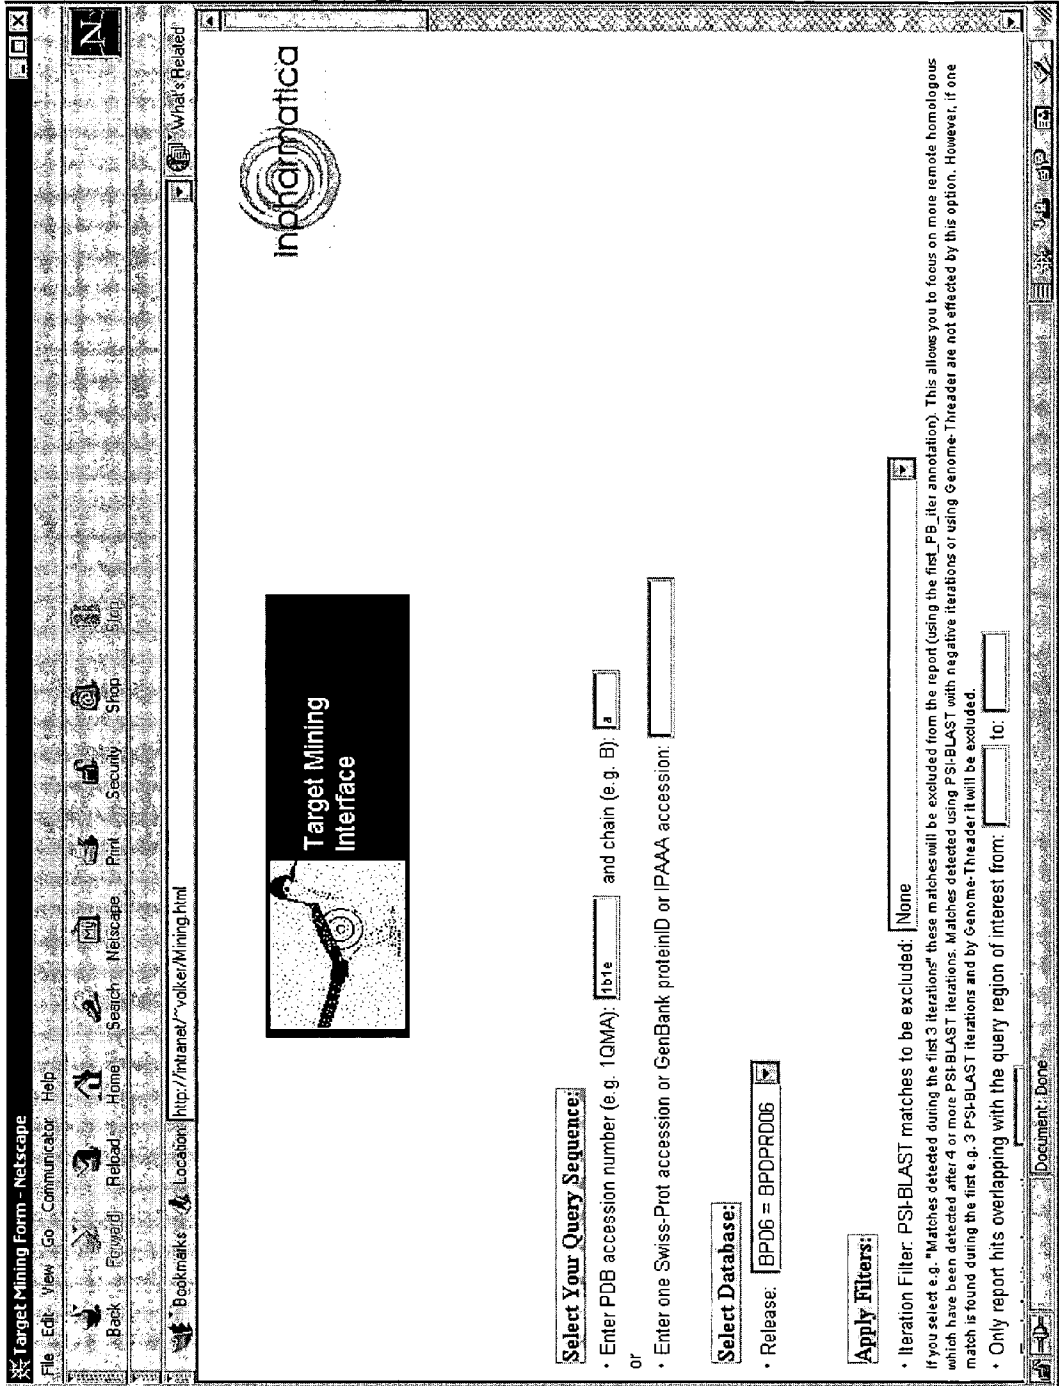 Target Mining Form - Netscape
File Edit View Go Communicator Help
Back Forward Reload Home Search Netscape Print Security Shop Stop
Bookmarks Location: http://intranet/~volker/Mining.html What's Related
Inpharmatica
Target Mining
Interface
Select Your Query Sequence:
• Enter PDB accession number (e.g. 1QMA): 1b1e and chain (e.g. B): a
or
• Enter one Swiss-Prot accession or GenBank proteinID or IPAAA accession:
Select Database:
• Release: BPD6 = BPDPRD06
Apply Filters:
• Iteration Filter: PSI-BLAST matches to be excluded: None
If you select e.g. "Matches detected during the first 3 iterations" these matches will be excluded from the report (using the first_PB_iter annotation). This allows you to focus on more remote homologous
which have been detected after 4 or more PSI-BLAST iterations. Matches detected using PSI-BLAST with negative iterations or using Genome-Threader are not effected by this option. However, if one
match is found during the first e.g. 3 PSI-BLAST iterations and by Genome-Threader it will be excluded.
• Only report hits overlapping with the query region of interest from: to:
Document: Done